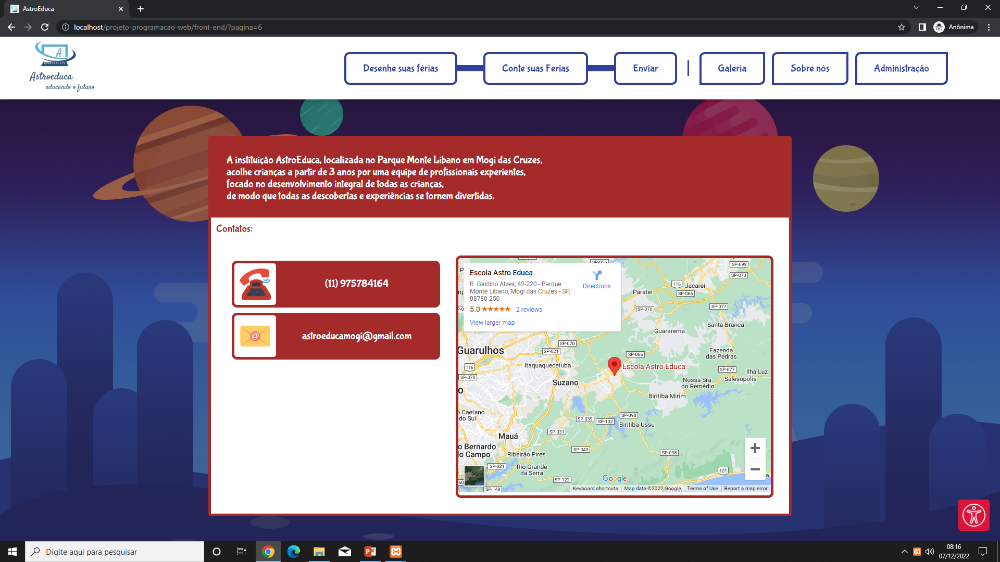 AstroEduca
localhost/projeto-programacao-web/front-end/?pagina=6
Anônima
A
Astroeduca
educando o futuro
Desenhe suas férias
Conte suas Ferias
Enviar
Galeria
Sobre nós
Administração
A instituição AstroEduca, localizada no Parque Monte Líbano em Mogi das Cruzes,
acolhe crianças a partir de 3 anos por uma equipe de profissionais experientes,
focado no desenvolvimento integral de todas as crianças,
de modo que todas as descobertas e experiências se tornem divertidas.
Contatos:
(11) 975784164
@
astroeducamogi@gmail.com
Escola Astro Educa
Directions
R. Galdino Alves, 42-220 - Parque
Monte Libano, Mogi das Cruzes - SP,
08780-250
5.0
2 reviews
View larger map
SP-056
SP-099
SP-070
116
Jacareí
Paratei
SP-066
SP-077
SP-070
Santa Branca
Guararema
SP-070
Guarulhos
SP-021
SP-066
Fazenda
das Pedras
116
Itaquaquecetuba
Escola Astro Educa
SP-077
Ilha Luz
SP-070
Suzano
Nossa Sra.
do Remédio
Salesópolis
o
Biritiba Mirim
o Caetano
do Sul
SP-039
SP-102
SP-098
Biritiba-Ussu
SP-031
Mauá
o Bernardo
lo Campo
SP-043
Ribeirão Pires
SP-098
SP-021
Rio Grande
da Serra
101
SP-122
Google
a
60
SP-148
Keyboard shortcuts
Map data ©2022 Google
Terms of Use
Report a map error
Digite aqui para pesquisar
08:16
07/12/2022